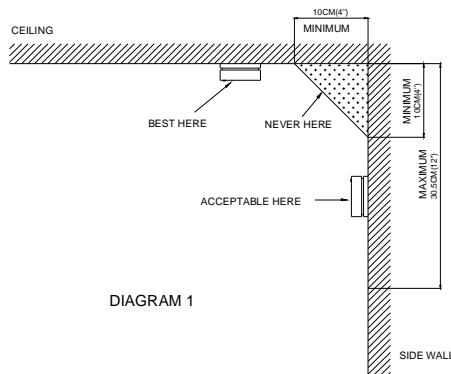 10CM(4")
CEILING
MINIMUM
BEST HERE
NEVER HERE
MINIMUM
10CM(4")
MAXIMUM
30.5CM(12")
ACCEPTABLE HERE
DIAGRAM 1
SIDE WALL